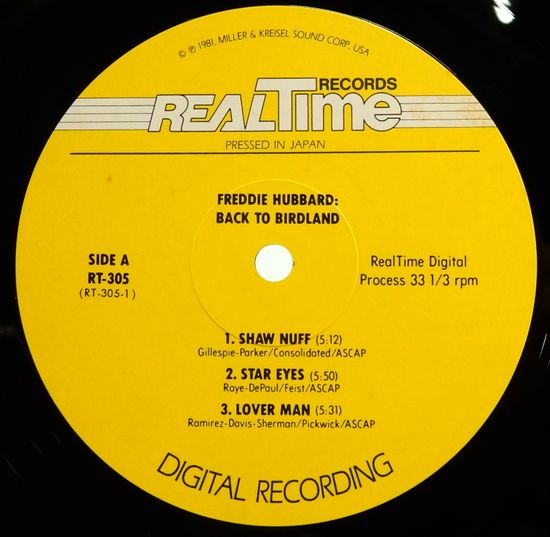 © ℗ 1981, MILLER & KREISEL SOUND CORP., USA
REALTime RECORDS
PRESSED IN JAPAN
FREDDIE HUBBARD:
BACK TO BIRDLAND
SIDE A
RT-305
(RT-305-1)
RealTime Digital
Process 33 1/3 rpm
1. SHAW NUFF (5:12)
Gillespie-Parker/Consolidated/ASCAP
2. STAR EYES (5:50)
Raye-DePaul/Feist/ASCAP
3. LOVER MAN (5:31)
Ramirez-Davis-Sherman/Pickwick/ASCAP
DIGITAL RECORDING